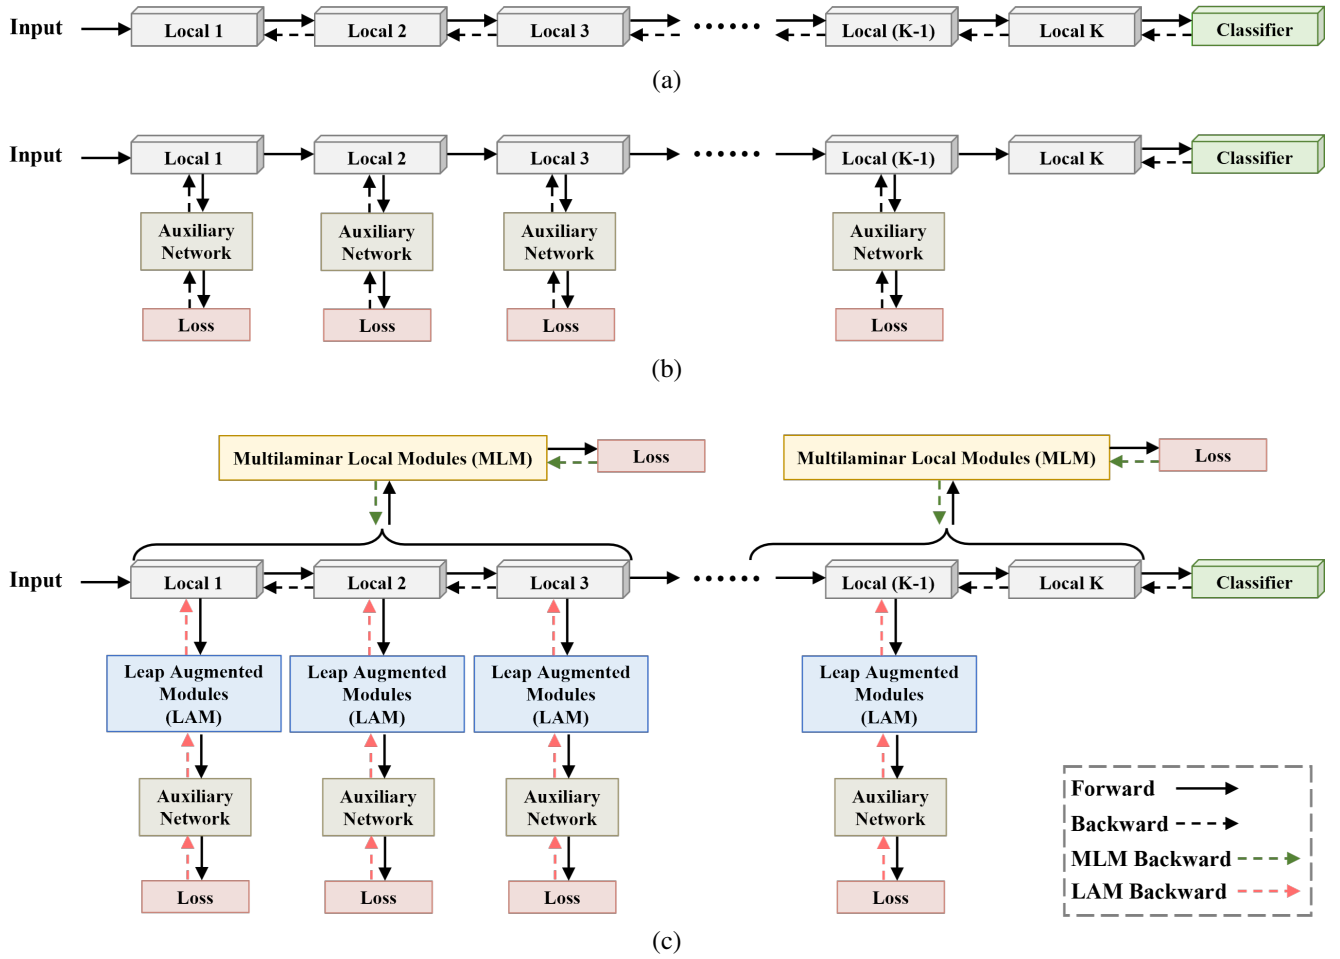 Input Local 1 Local 2 Local 3 ...... Local (K-1) Local K Classifier
(a)
Input Local 1 Local 2 Local 3 ...... Local (K-1) Local K Classifier
Auxiliary Auxiliary Auxiliary Auxiliary
Network Network Network Network
Loss Loss Loss Loss
(b)
Multilaminar Local Modules (MLM) Loss Multilaminar Local Modules (MLM) Loss
Input Local 1 Local 2 Local 3 ...... Local (K-1) Local K Classifier
Leap Augmented Leap Augmented Leap Augmented Leap Augmented
Modules Modules Modules Modules
(LAM) (LAM) (LAM) (LAM)
Auxiliary Auxiliary Auxiliary Auxiliary
Network Network Network Network
Loss Loss Loss Loss
Forward
Backward
MLM Backward
LAM Backward
(c)